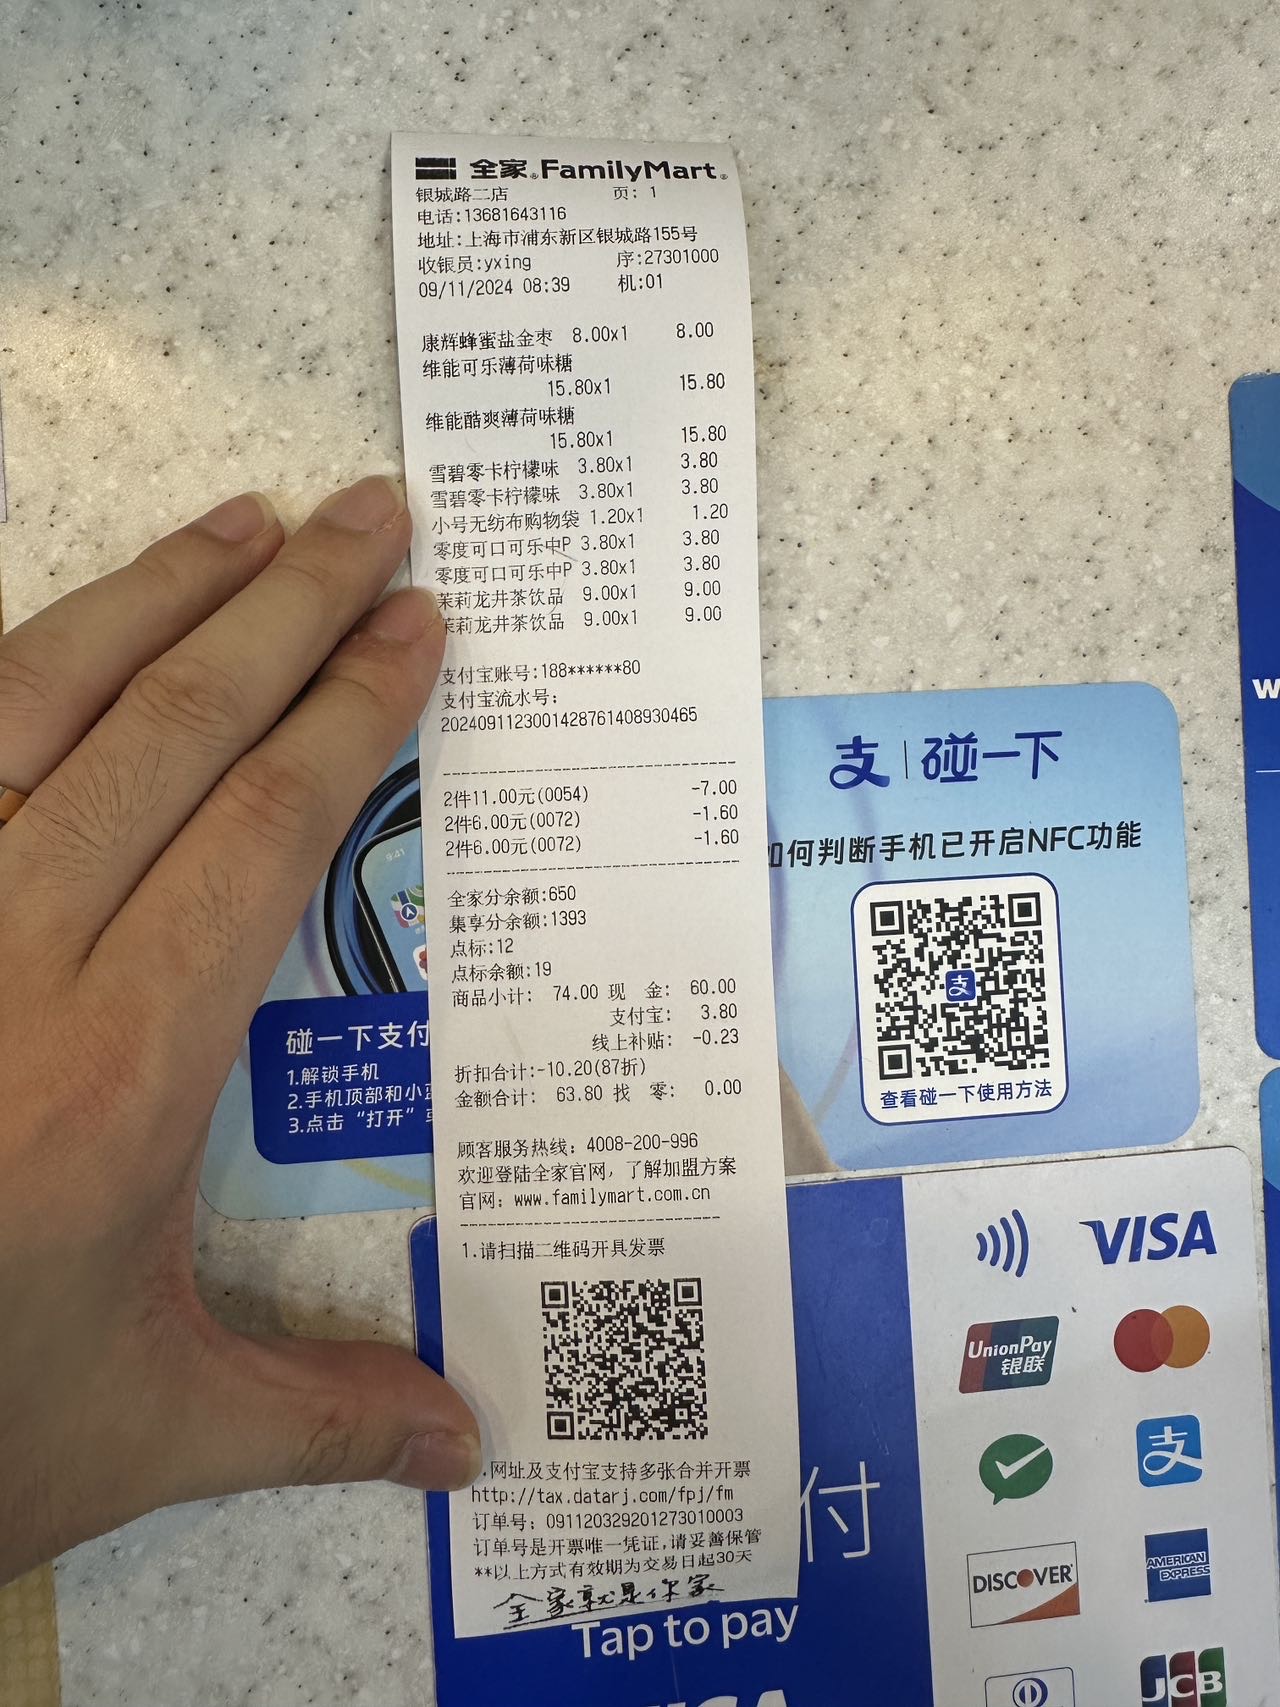 全家®FamilyMart®
银城路二店 页: 1
电话:13681643116
地址:上海市浦东新区银城路155号
收银员:yxing 序:27301000
09/11/2024 08:39 机:01
康辉蜂蜜盐金枣 8.00x1 8.00
维能可乐薄荷味糖
15.80x1 15.80
维能酷爽薄荷味糖
15.80x1 15.80
雪碧零卡柠檬味 3.80x1 3.80
雪碧零卡柠檬味 3.80x1 3.80
小号无纺布购物袋 1.20x1 1.20
零度可口可乐中P 3.80x1 3.80
零度可口可乐中P 3.80x1 3.80
茉莉龙井茶饮品 9.00x1 9.00
茉莉龙井茶饮品 9.00x1 9.00
支付宝账号:188******80
支付宝流水号:
2024091123001428761408930465
2件11.00元(0054) -7.00
2件6.00元(0072) -1.60
2件6.00元(0072) -1.60
全家分余额:650
集享分余额:1393
点标:12
点标余额:19
商品小计: 74.00 现 金: 60.00
支付宝: 3.80
线上补贴: -0.23
折扣合计:-10.20(87折)
金额合计: 63.80 找 零: 0.00
顾客服务热线: 4008-200-996
欢迎登陆全家官网, 了解加盟方案
官网: www.familymart.com.cn
1.请扫描二维码开具发票
.网址及支付宝支持多张合并开票
http://tax.datarj.com/fpj/fm
订单号: 091120329201273010003
订单号是开票唯一凭证,请妥善保管
**以上方式有效期为交易日起30天
全家就是你家
支 | 碰一下
如何判断手机已开启NFC功能
支
查看碰一下使用方法
9:41
碰一下支付
1.解锁手机
2.手机顶部和小蓝
3.点击“打开”
W
付
Tap to pay
VISA
VISA
UnionPay
银联
支
DISCOVER
AMERICAN
EXPRESS
JCB